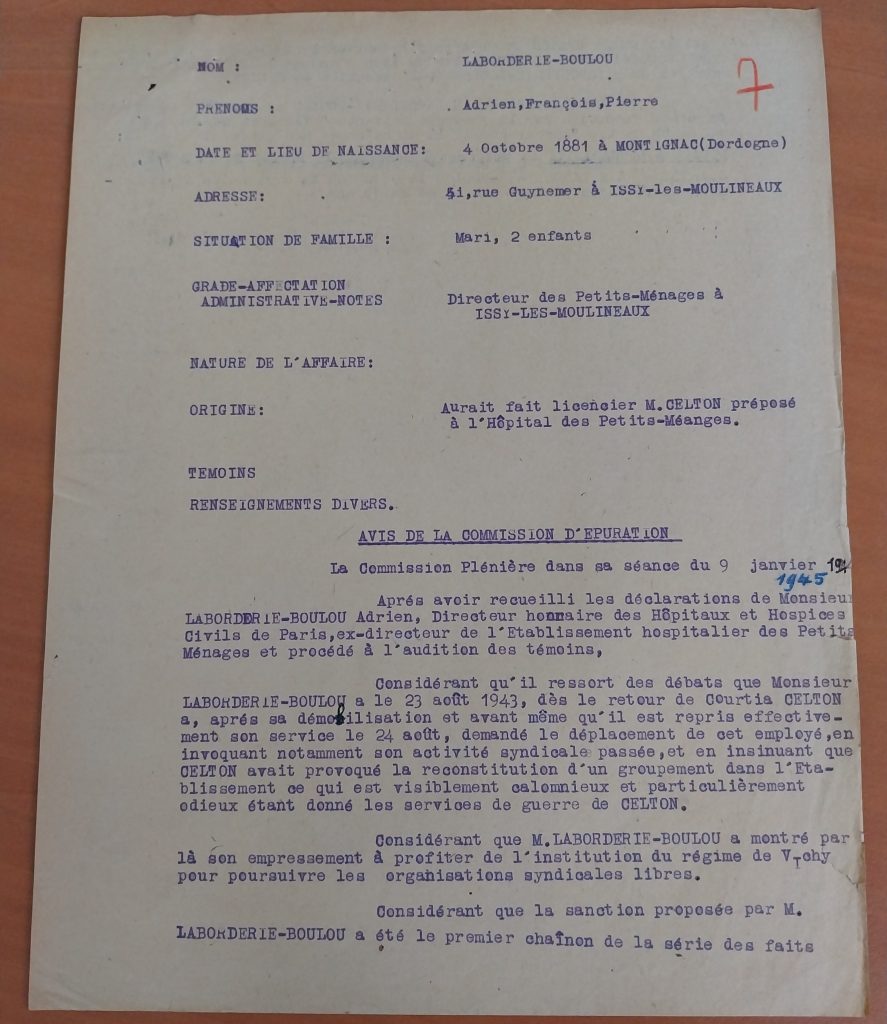 7
NOM : LABORDERIE-BOULOU
PRENOMS : Adrien,François,Pierre
DATE ET LIEU DE NAISSANCE: 4 Octobre 1881 à MONTIGNAC(Dordogne)
ADRESSE: 41,rue Guynemer à ISSY-les-MOULINEAUX
SITUATION DE FAMILLE : Mari, 2 enfants
GRADE-AFFECTATION
ADMINISTRATIVE-NOTES Directeur des Petits-Ménages à
ISSY-LES-MOULINEAUX
NATURE DE L'AFFAIRE:
ORIGINE: Aurait fait licencier M.CELTON préposé
à l'Hôpital des Petits-Méanges.
TEMOINS
RENSEIGNEMENTS DIVERS.
AVIS DE LA COMMISSION D'EPURATION
La Commission Plénière dans sa séance du 9 janvier
1945
Aprés avoir recueilli les déclarations de Monsieur
LABORDERIE-BOULOU Adrien, Directeur honnaire des Hôpitaux et Hospices
Civils de Paris,ex-directeur de l'Etablissement hospitalier des Petits
Ménages et procédé à l'audition des témoins,
Considérant qu'il ressort des débats que Monsieur
LABORDERIE-BOULOU a le 23 août 1943, dès le retour de Courtia CELTON
a, aprés sa démobilisation et avant même qu'il est repris effective-
ment son service le 24 août, demandé le déplacement de cet employé,en
invoquant notamment son activité syndicale passée,et en insinuant que
CELTON avait provoqué la reconstitution d'un groupement dans l'Eta-
blissement ce qui est visiblement calomnieux et particulièrement
odieux étant donné les services de guerre de CELTON.
Considérant que M.LABORDERIE-BOULOU a montré par
là son empressement à profiter de l'institution du régime de VIchy
pour poursuivre les organisations syndicales libres.
Considérant que la sanction proposée par M.
LABORDERIE-BOULOU a été le premier chaînon de la série des faits